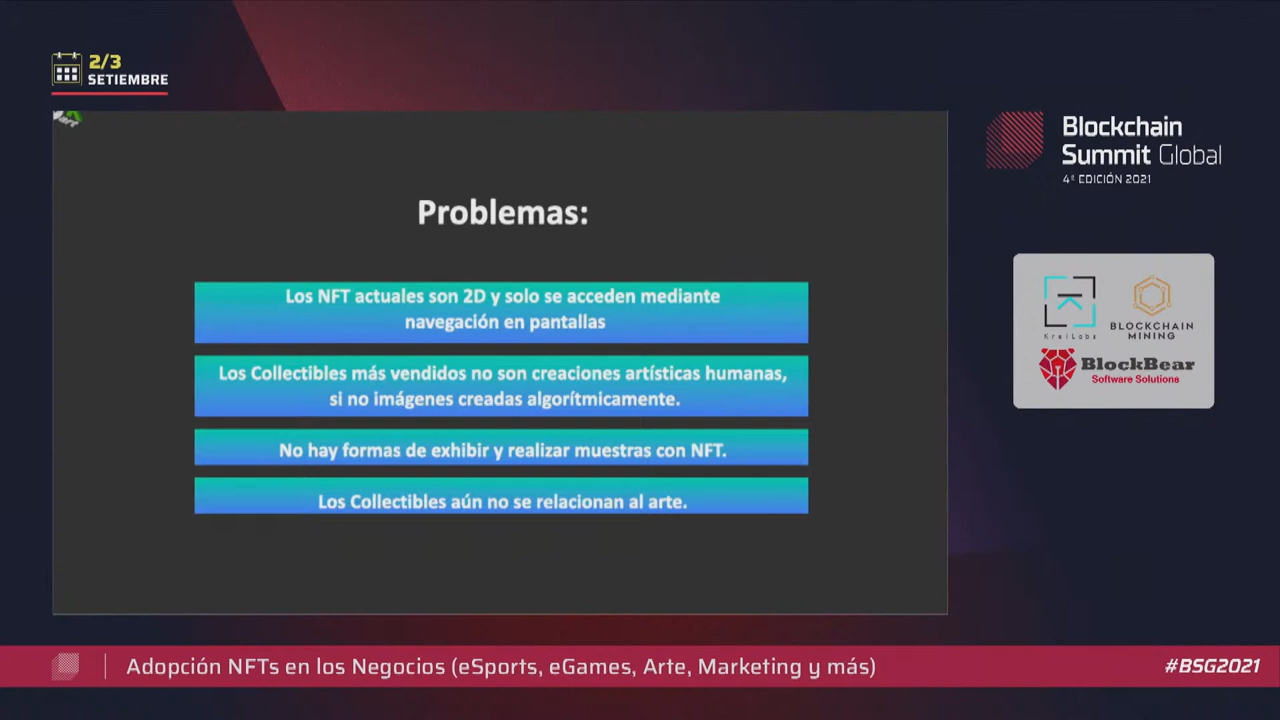 2/3
SETIEMBRE
Blockchain
Summit Global
4ª EDICIÓN 2021
Problemas:
Los NFT actuales son 2D y solo se acceden mediante
navegación en pantallas
Los Collectibles más vendidos no son creaciones artísticas humanas,
si no imágenes creadas algorítmicamente.
No hay formas de exhibir y realizar muestras con NFT.
Los Collectibles aún no se relacionan al arte.
KreiLabs
BLOCKCHAIN
MINING
BlockBear
Software Solutions
Adopción NFTs en los Negocios (eSports, eGames, Arte, Marketing y más)
#BSG2021